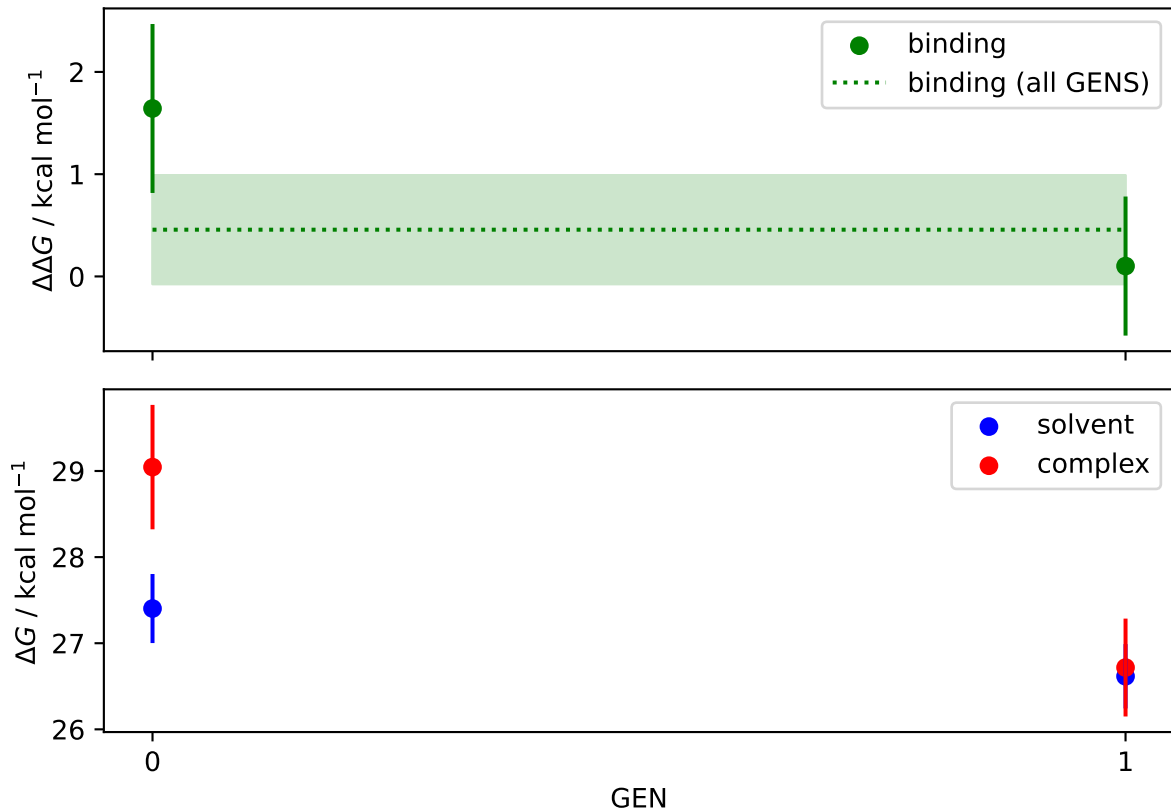 ΔΔG / kcal mol⁻¹
2
1
0
binding
binding (all GENS)
ΔG / kcal mol⁻¹
29
28
27
26
solvent
complex
0
1
GEN